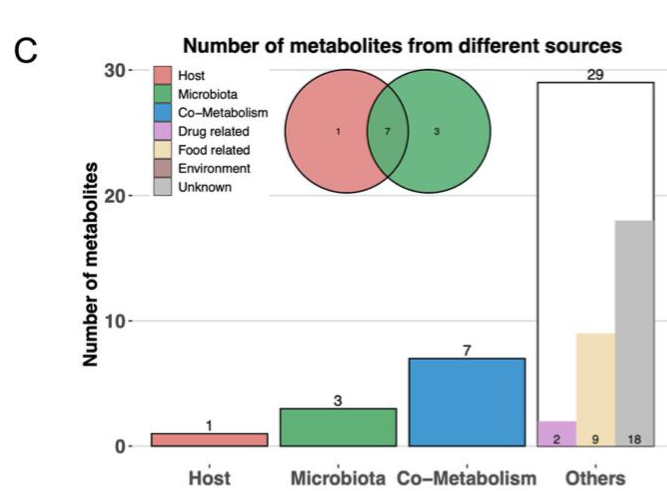 C
Number of metabolites from different sources
Number of metabolites
30
20
10
0
Host
Microbiota
Co–Metabolism
Drug related
Food related
Environment
Unknown
1 7 3
29
7
3
1
2 9 18
Host Microbiota Co–Metabolism Others